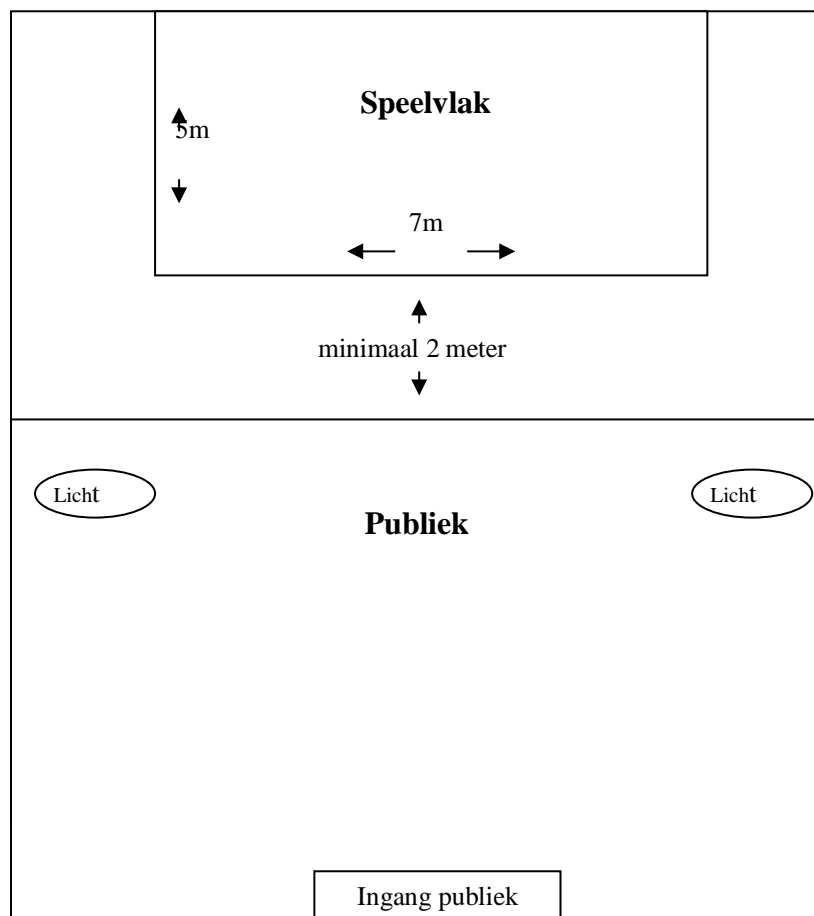 Speelvlak
5m
7m
minimaal 2 meter
Licht
Licht
Publiek
Ingang publiek